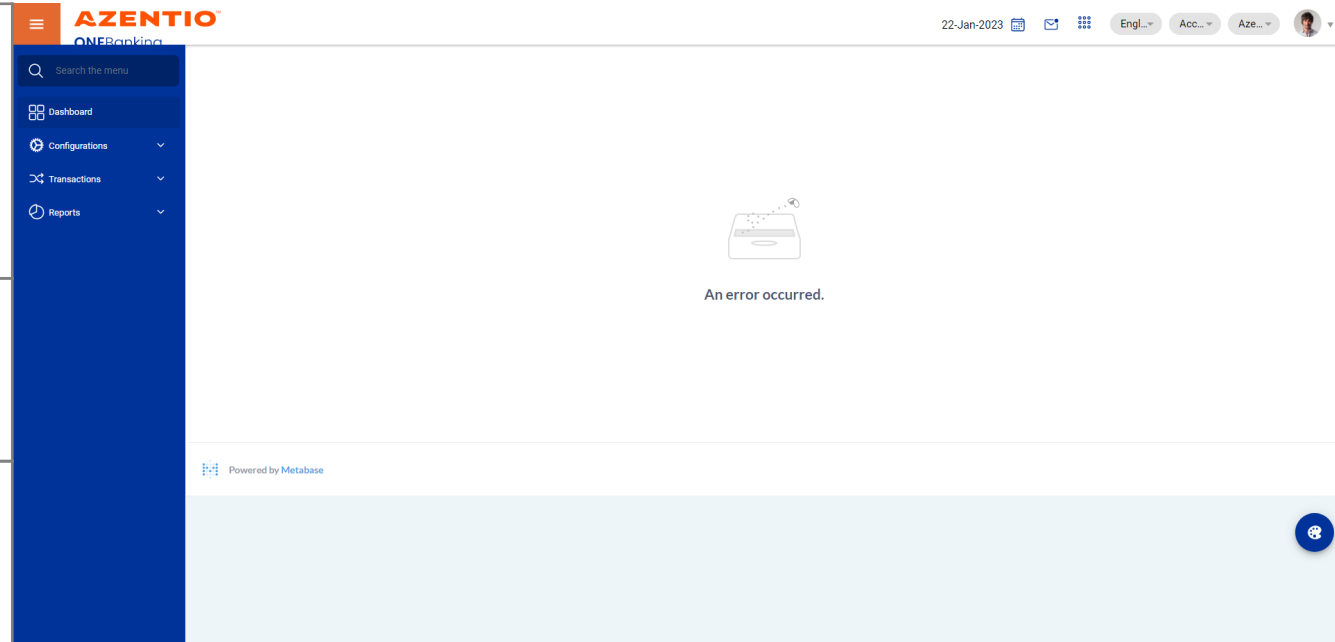 AZENTIO™
ONEBanking
22-Jan-2023
Engl...
Acc...
Aze...
Search the menu
Dashboard
Configurations
Transactions
Reports
An error occurred.
Powered by Metabase